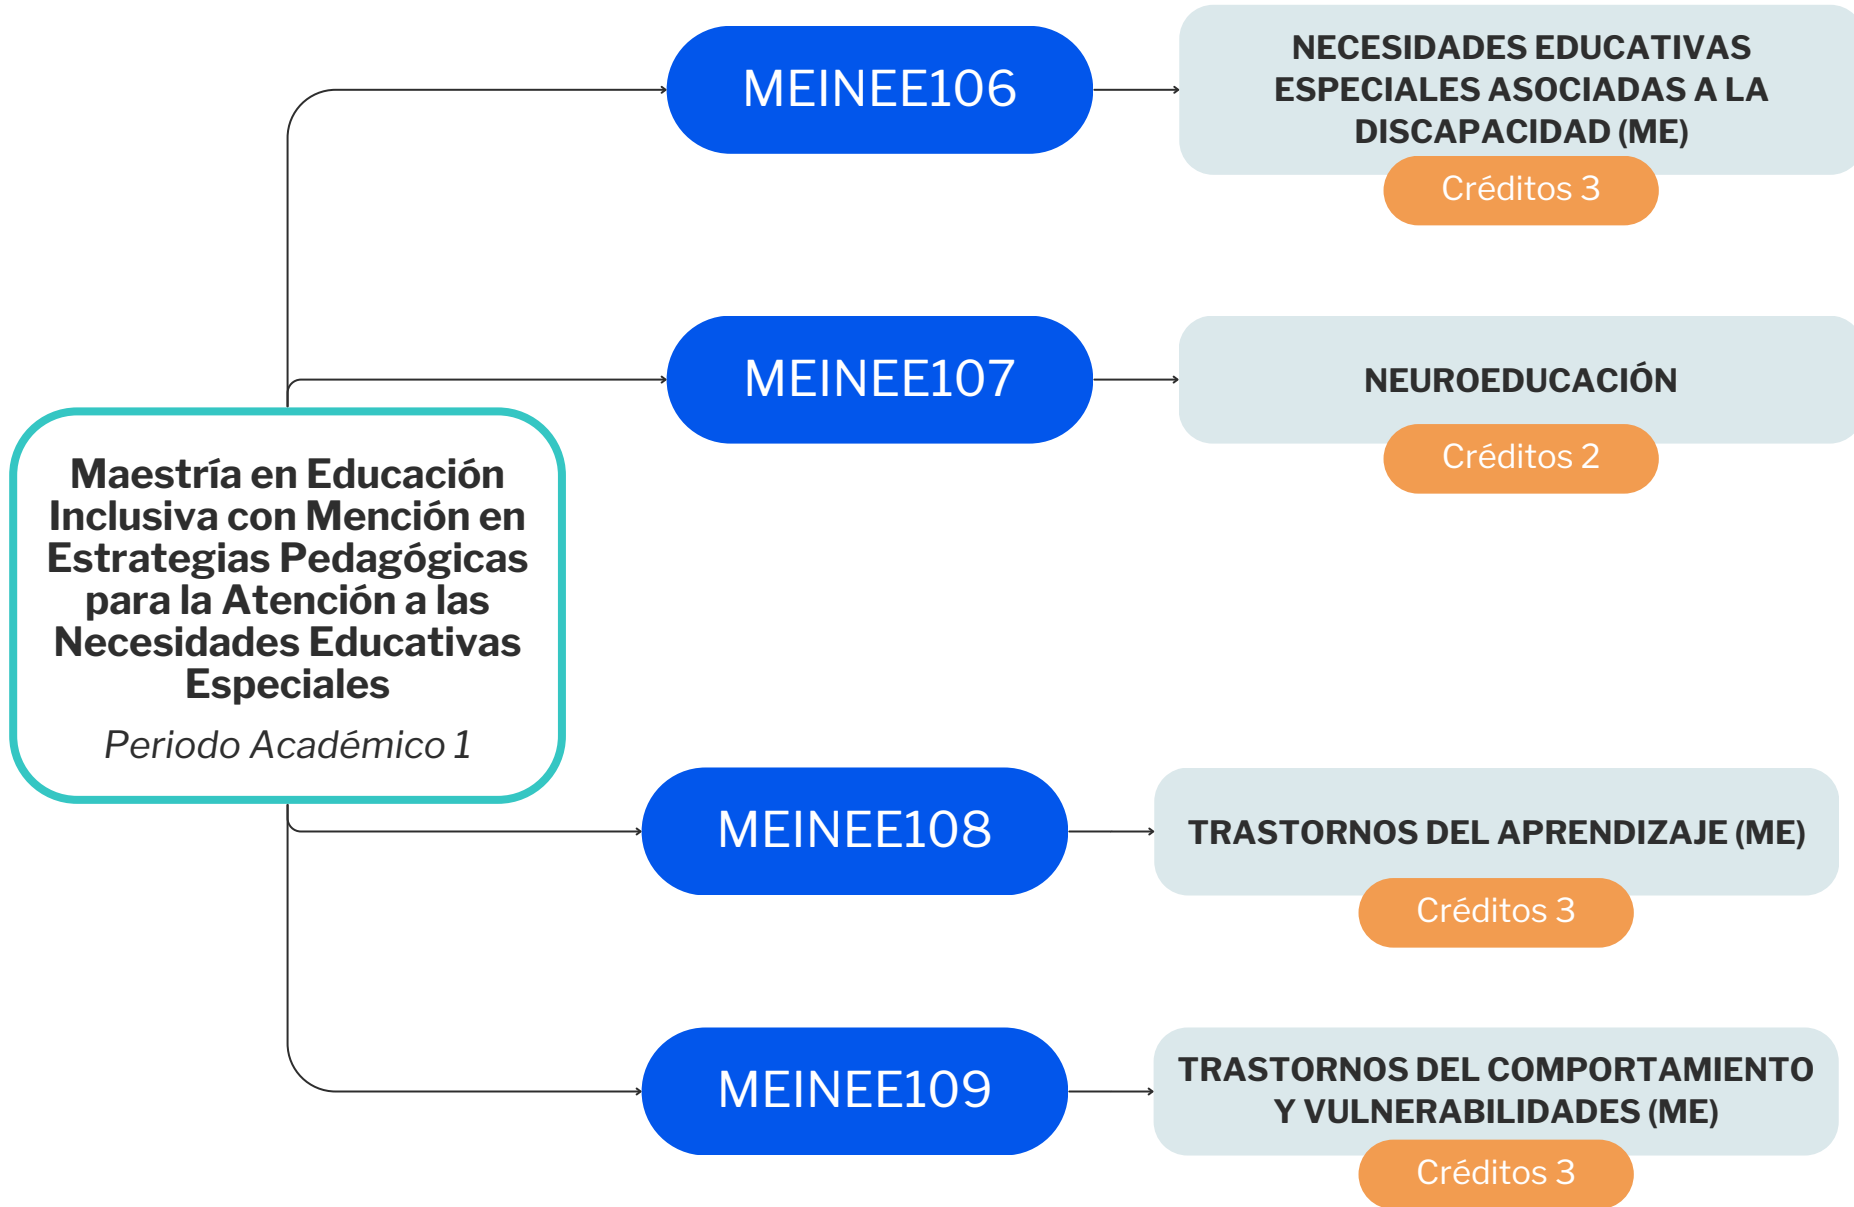 MEINEE106
NECESIDADES EDUCATIVAS
ESPECIALES ASOCIADAS A LA
DISCAPACIDAD (ME)
Créditos 3
MEINEE107
NEUROEDUCACIÓN
Créditos 2
Maestría en Educación
Inclusiva con Mención en
Estrategias Pedagógicas
para la Atención a las
Necesidades Educativas
Especiales
Periodo Académico 1
MEINEE108
TRASTORNOS DEL APRENDIZAJE (ME)
Créditos 3
MEINEE109
TRASTORNOS DEL COMPORTAMIENTO
Y VULNERABILIDADES (ME)
Créditos 3